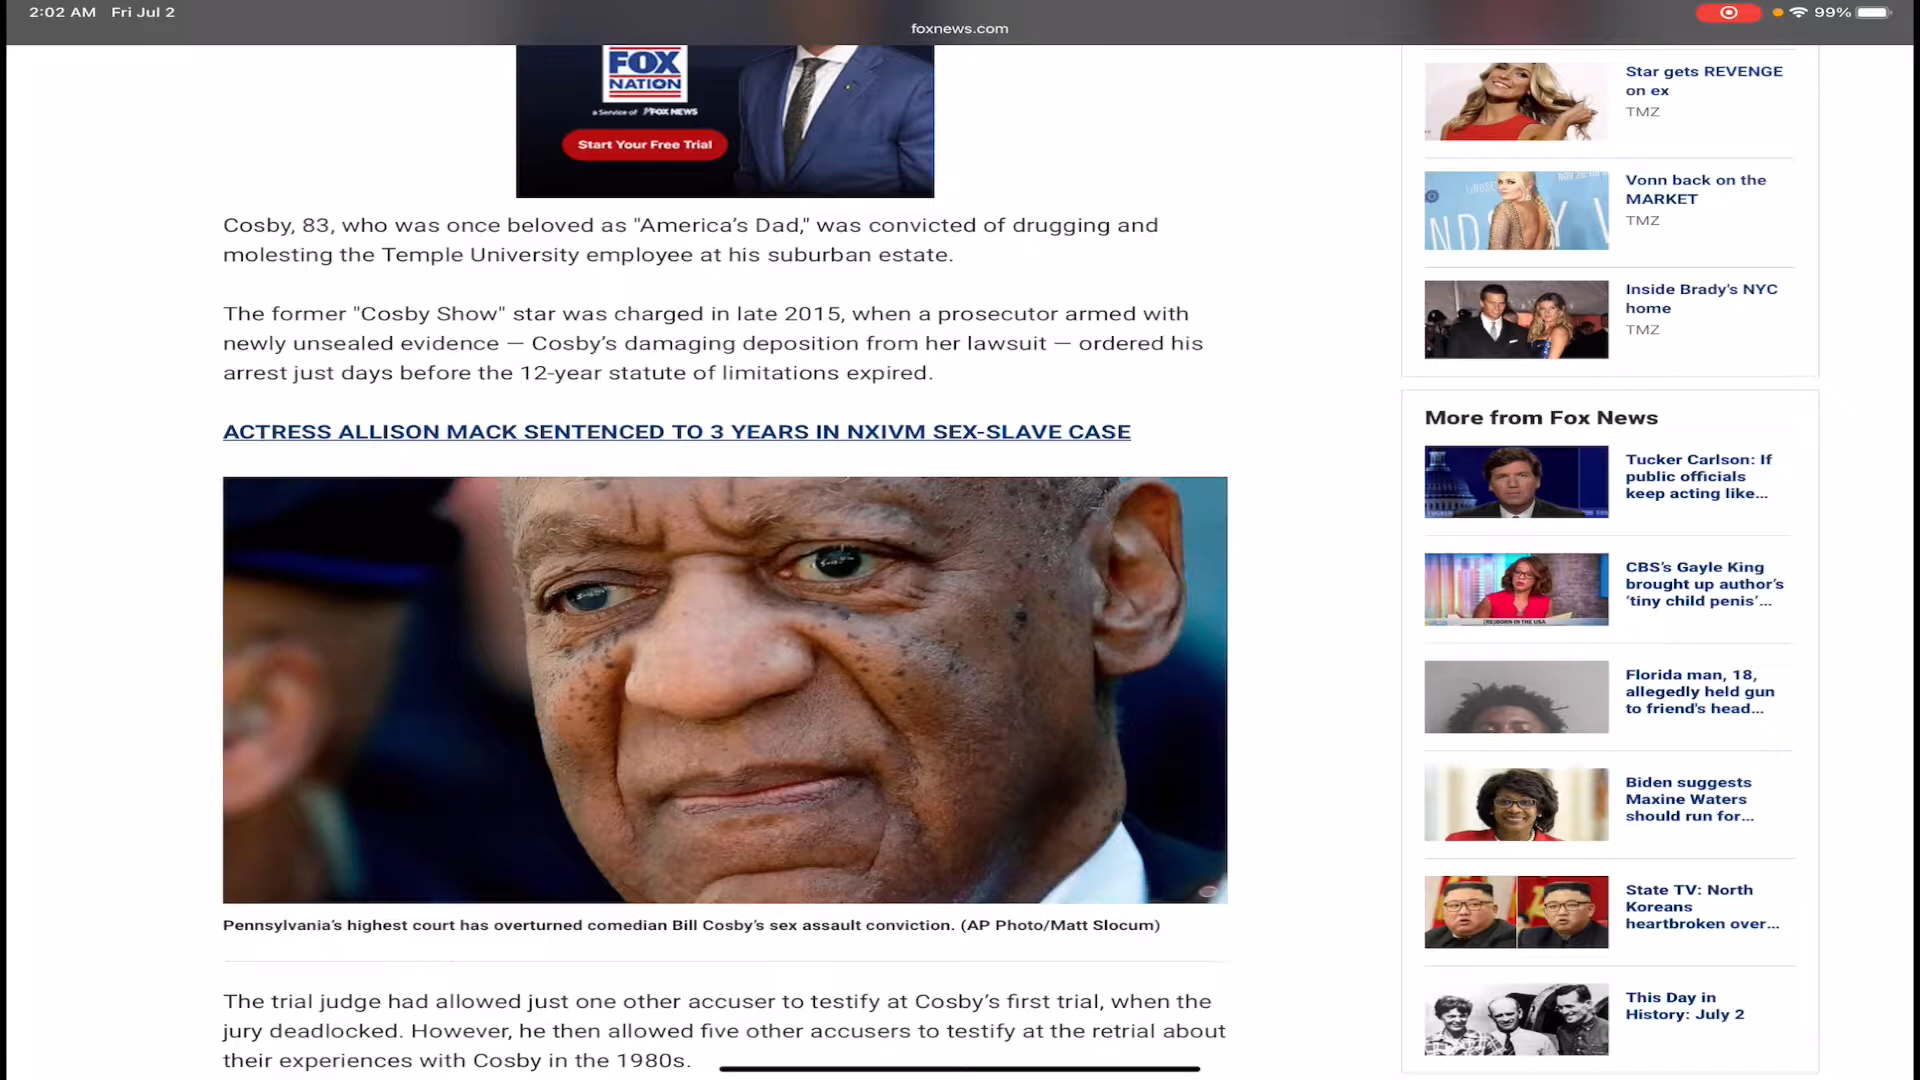 2:02 AM Fri Jul 2
99%
foxnews.com
FOX
NATION
a Service of FOX NEWS
Start Your Free Trial
Cosby, 83, who was once beloved as "America’s Dad," was convicted of drugging and
molesting the Temple University employee at his suburban estate.
The former "Cosby Show" star was charged in late 2015, when a prosecutor armed with
newly unsealed evidence — Cosby’s damaging deposition from her lawsuit — ordered his
arrest just days before the 12-year statute of limitations expired.
ACTRESS ALLISON MACK SENTENCED TO 3 YEARS IN NXIVM SEX-SLAVE CASE
Pennsylvania’s highest court has overturned comedian Bill Cosby’s sex assault conviction. (AP Photo/Matt Slocum)
The trial judge had allowed just one other accuser to testify at Cosby’s first trial, when the
jury deadlocked. However, he then allowed five other accusers to testify at the retrial about
their experiences with Cosby in the 1980s.
Star gets REVENGE
on ex
TMZ
Vonn back on the
MARKET
TMZ
Inside Brady's NYC
home
TMZ
More from Fox News
Tucker Carlson: If
public officials
keep acting like...
CBS’s Gayle King
brought up author’s
‘tiny child penis’...
(RE)BORN IN THE USA
Florida man, 18,
allegedly held gun
to friend's head...
Biden suggests
Maxine Waters
should run for...
State TV: North
Koreans
heartbroken over...
This Day in
History: July 2